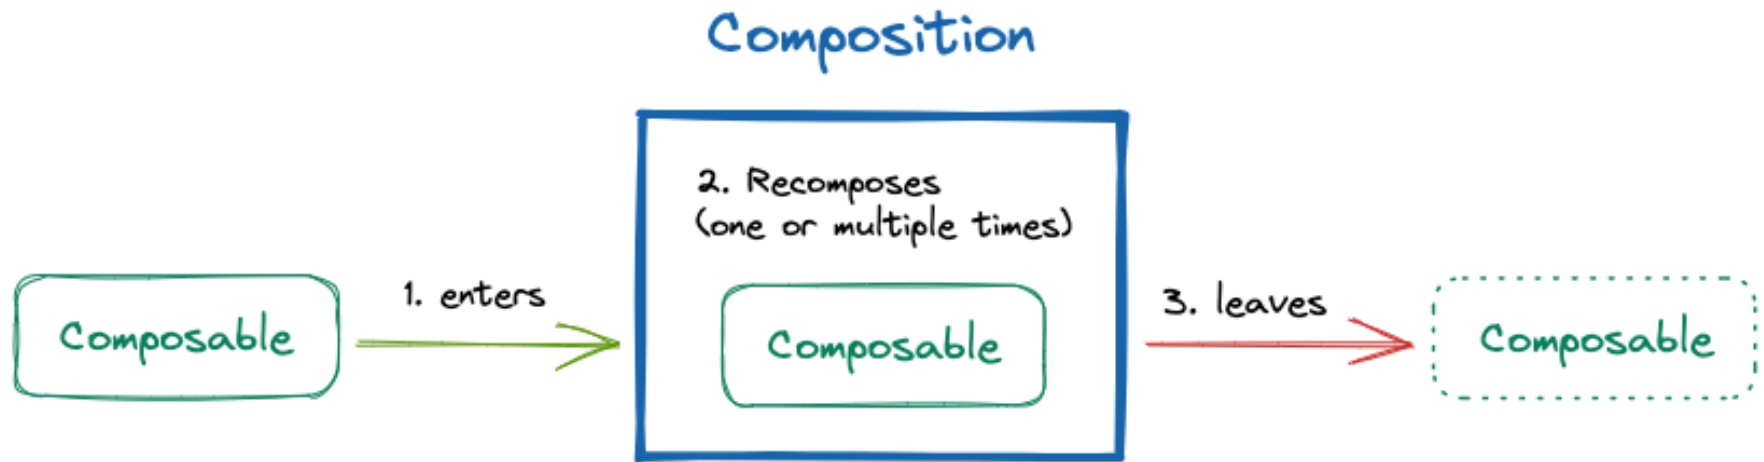 Composition
2. Recomposes
(one or multiple times)
1. enters
3. leaves
Composable
Composable
Composable